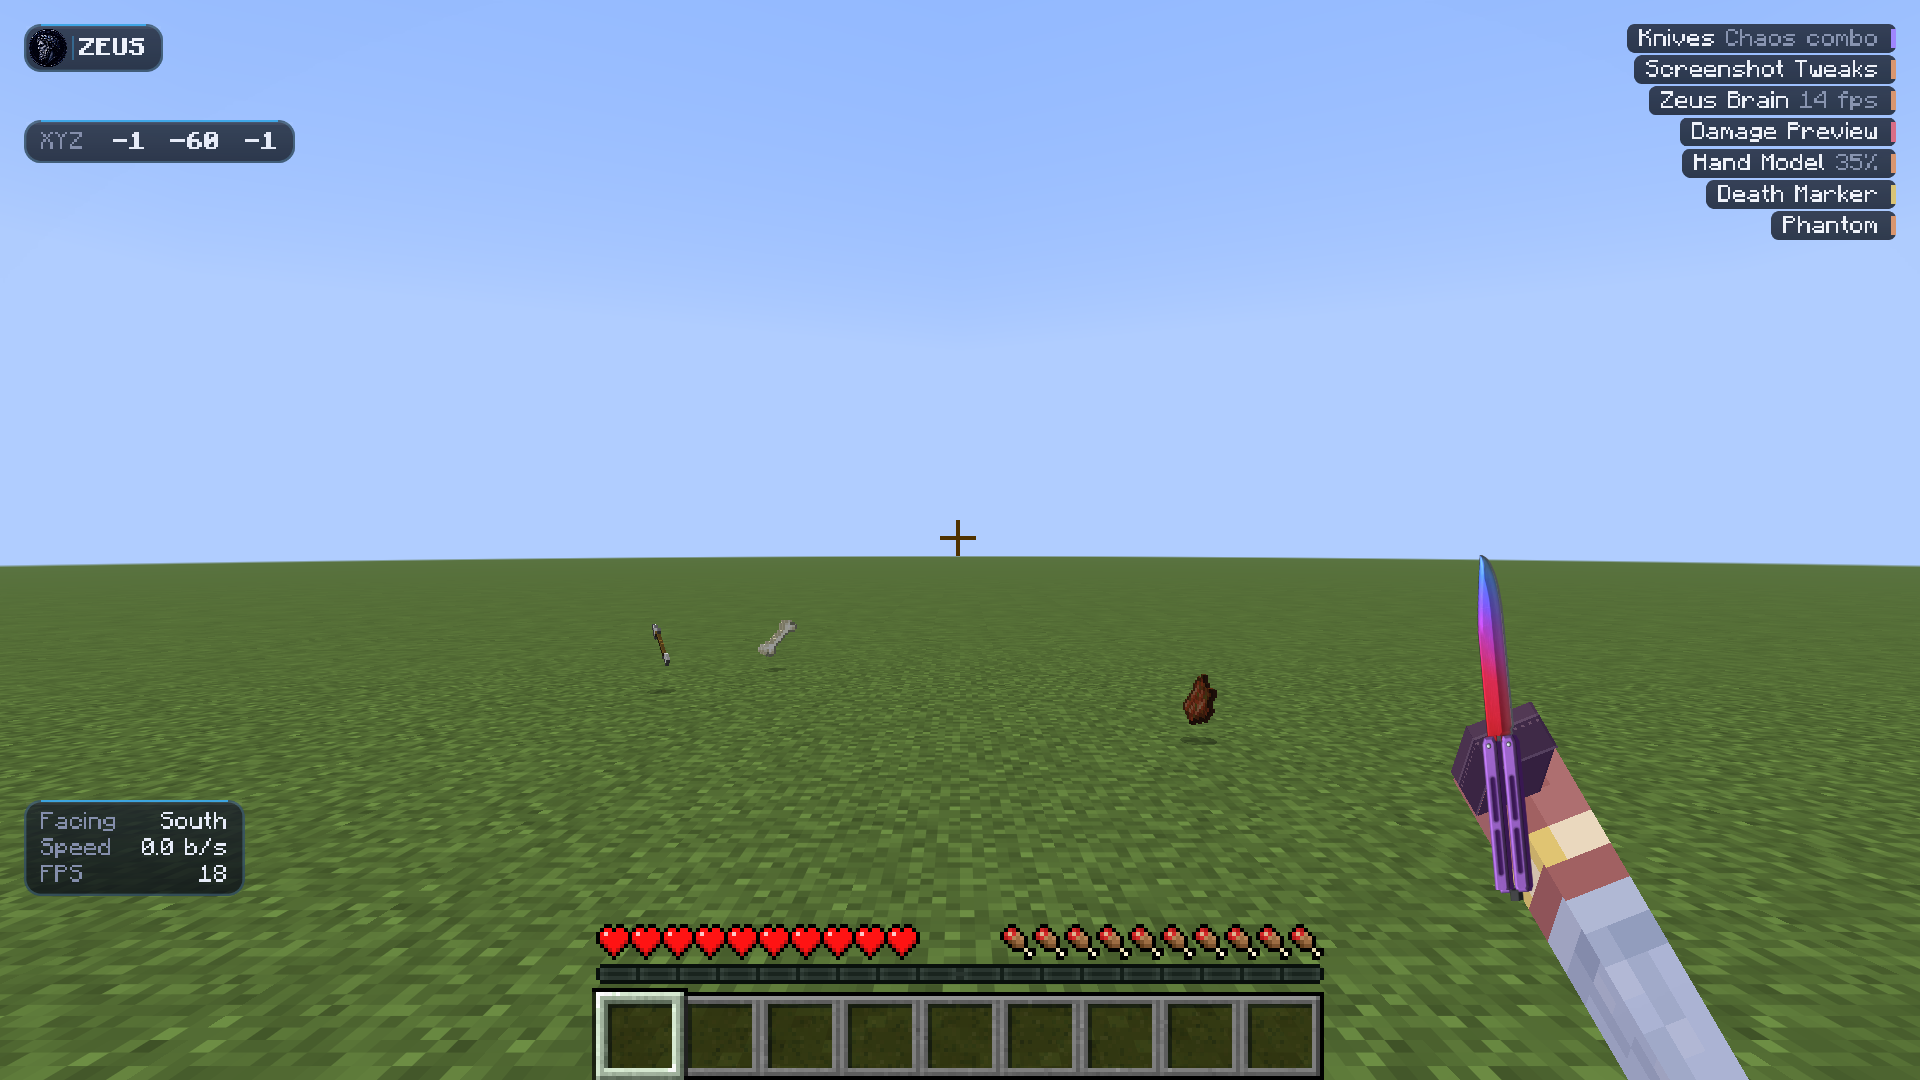 ZEUS
XYZ -1 -60 -1
Knives Chaos combo
Screenshot Tweaks
Zeus Brain 14 fps
Damage Preview
Hand Model 35%
Death Marker
Phantom
Facing South
Speed 0.0 b/s
FPS 18